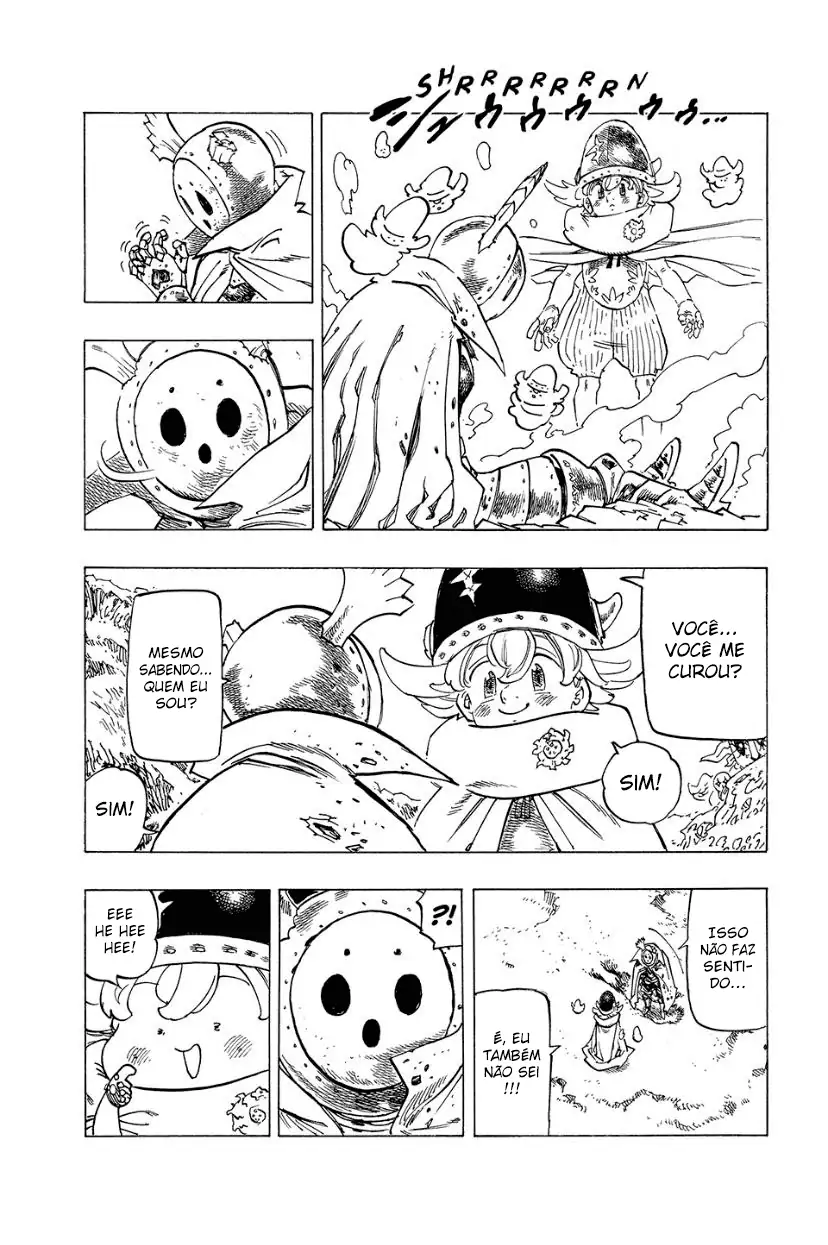 SHRRRRRRRN
シュウウウウウ...
VOCÊ...
VOCÊ ME
CUROU?
SIM!
MESMO
SABENDO...
QUEM EU
SOU?
SIM!
ISSO
NÃO FAZ
SENTI-
DO...
É, EU
TAMBÉM
NÃO SEI
!!!
?!
EEE
HE HEE
HEE!